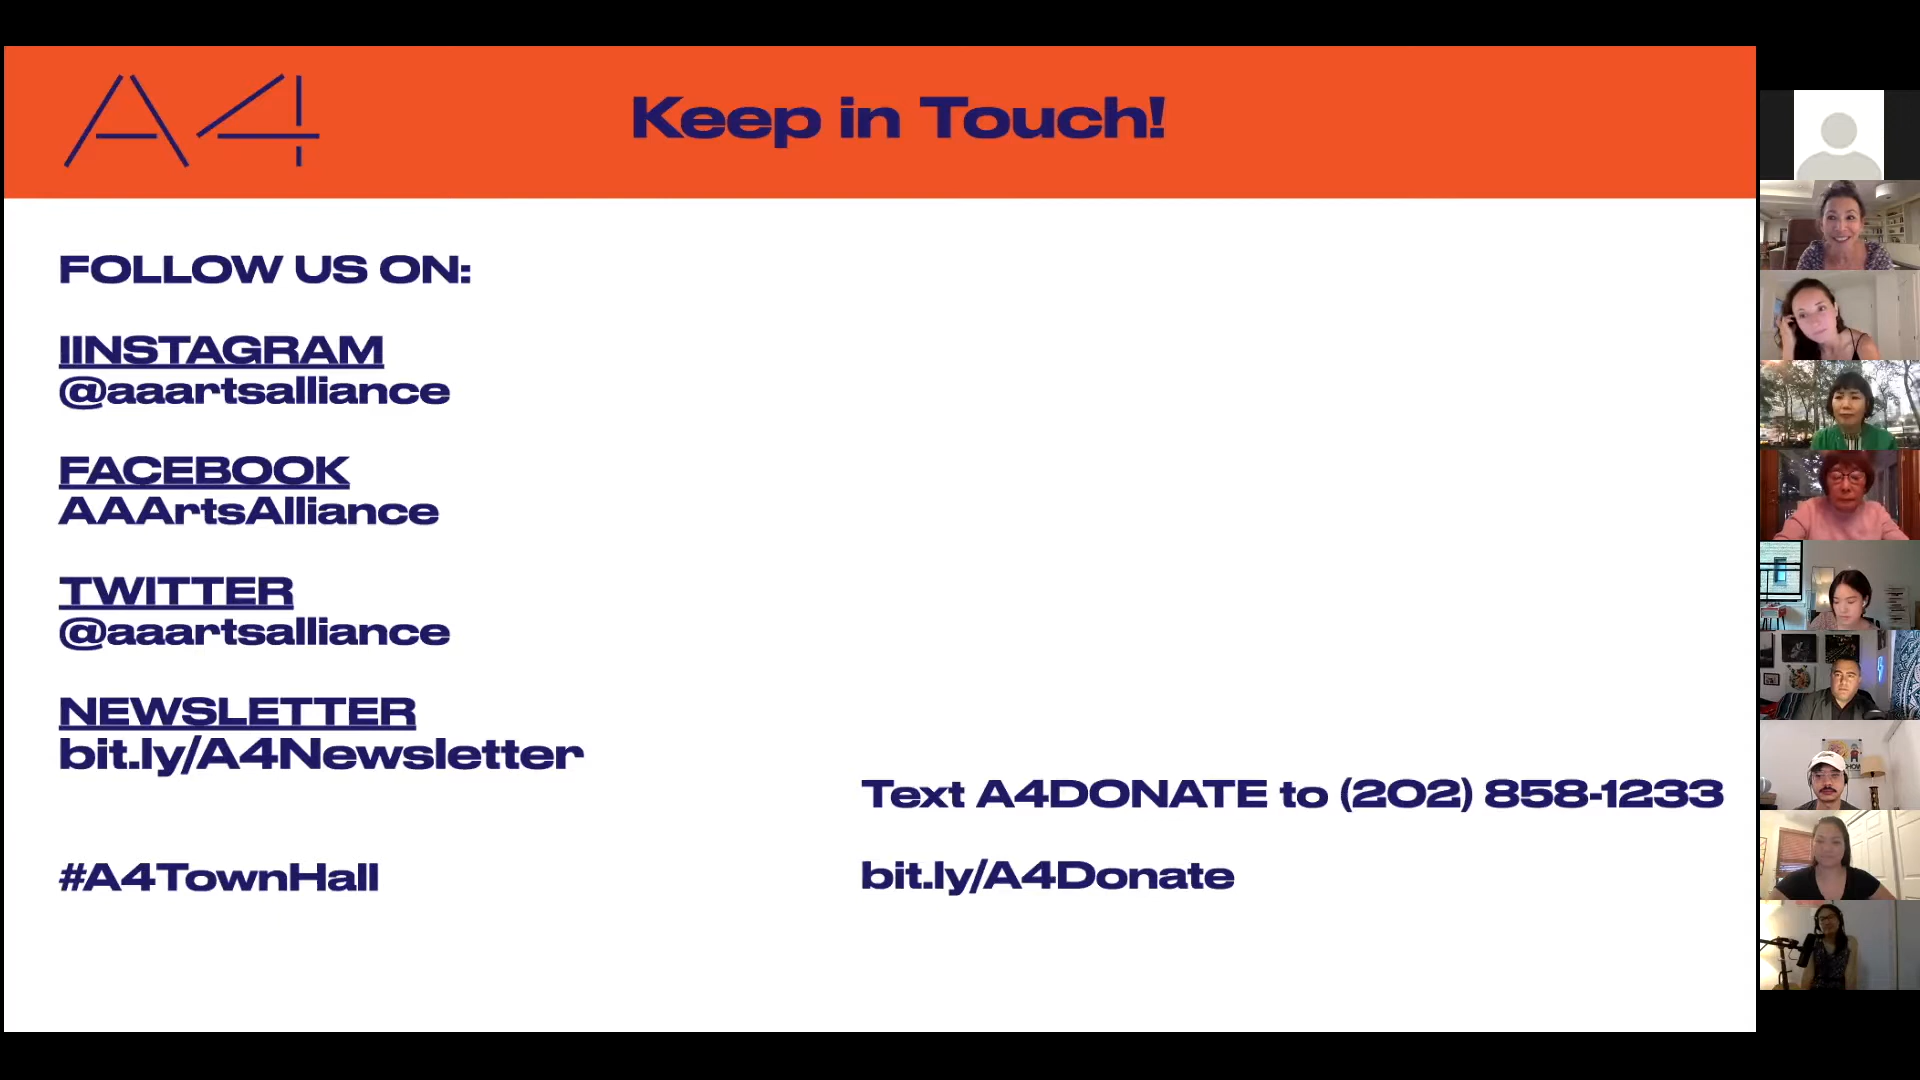 A4
Keep in Touch!
FOLLOW US ON:
IINSTAGRAM
@aaartsalliance
FACEBOOK
AAArtsAlliance
TWITTER
@aaartsalliance
NEWSLETTER
bit.ly/A4Newsletter
#A4TownHall
Text A4DONATE to (202) 858-1233
bit.ly/A4Donate